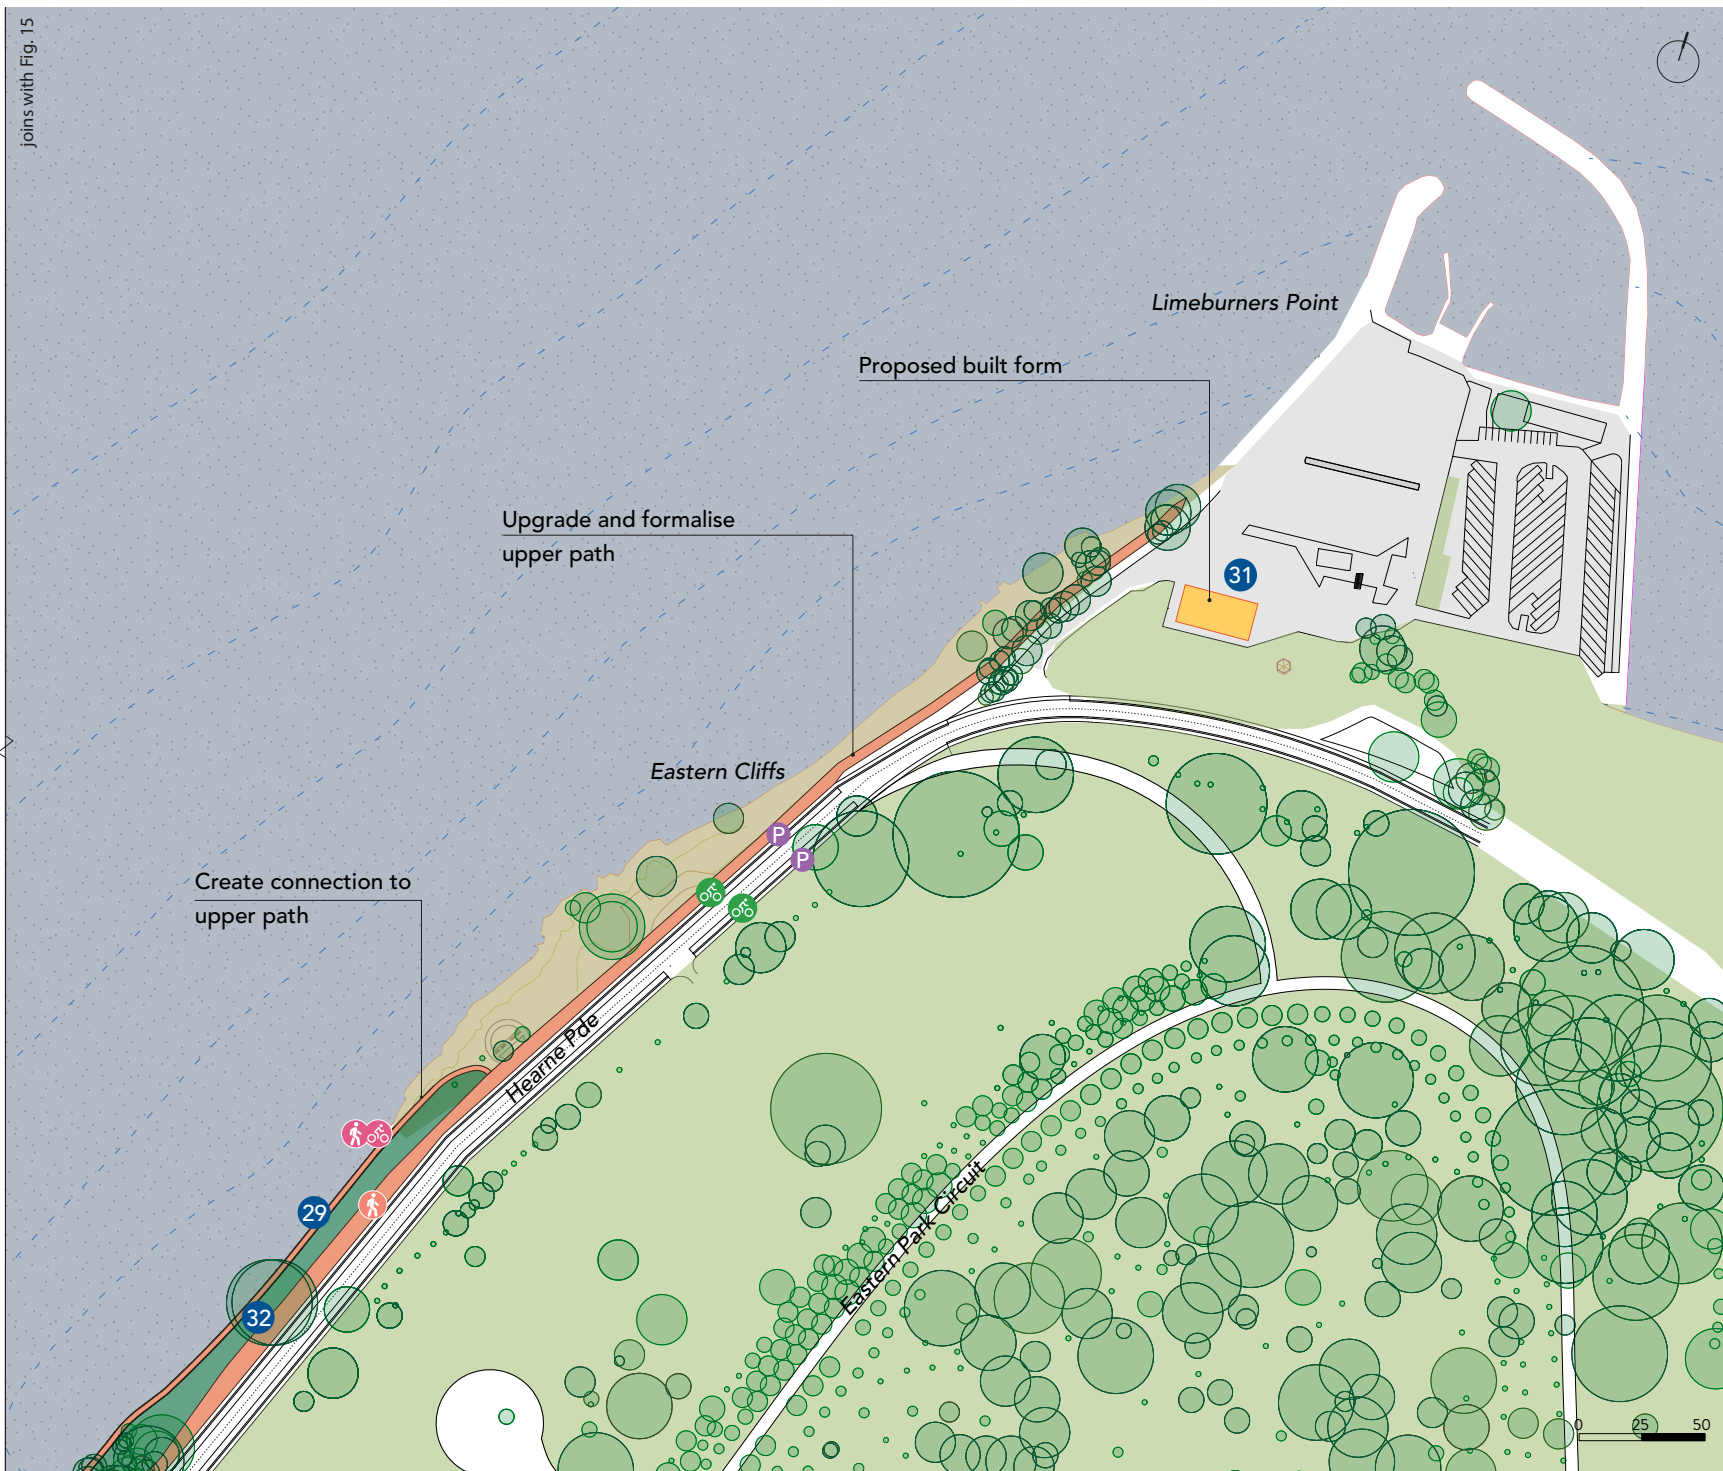 joins with Fig. 15
Limeburners Point
Proposed built form
Upgrade and formalise
upper path
31
Eastern Cliffs
P
P
Create connection to
upper path
Hearne Pde
29
32
Eastern Park Circuit
0 25 50